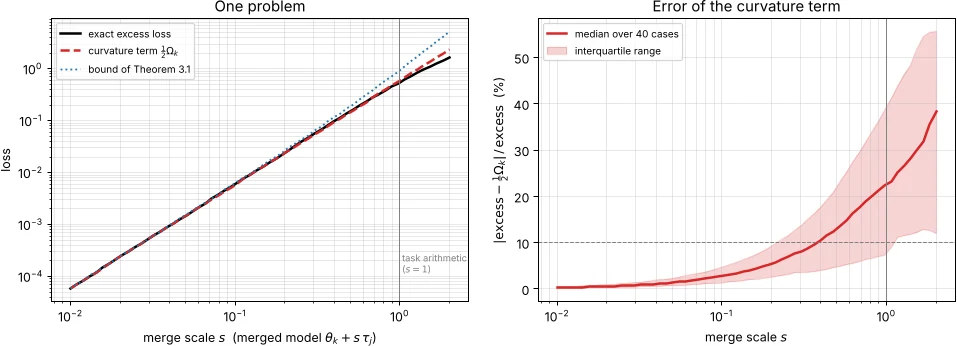 One problem
exact excess loss
curvature term ½Ωₖ
bound of Theorem 3.1
10⁰
10⁻¹
10⁻²
10⁻³
10⁻⁴
loss
task arithmetic
(s = 1)
10⁻²
10⁻¹
10⁰
merge scale s (merged model θₖ + s τⱼ)
Error of the curvature term
median over 40 cases
interquartile range
50
40
30
20
10
0
|excess − ½Ωₖ| / excess (%)
10⁻²
10⁻¹
10⁰
merge scale s